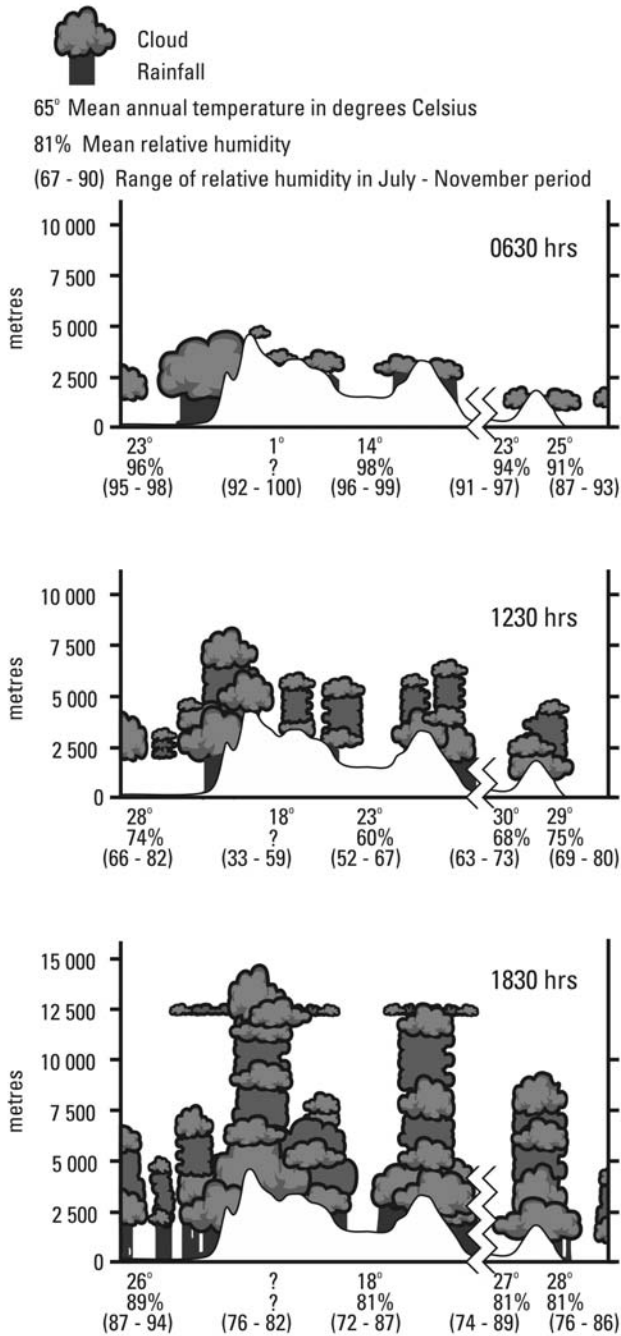 Cloud
Rainfall
65° Mean annual temperature in degrees Celsius
81% Mean relative humidity
(67 - 90) Range of relative humidity in July - November period
metres
10 000
7 500
5 000
2 500
0
0630 hrs
23° 1° 14° 23° 25°
96% ? 98% 94% 91%
(95 - 98) (92 - 100) (96 - 99) (91 - 97) (87 - 93)
metres
10 000
7 500
5 000
2 500
0
1230 hrs
28° 18° 23° 30° 29°
74% ? 60% 68% 75%
(66 - 82) (33 - 59) (52 - 67) (63 - 73) (69 - 80)
metres
15 000
12 500
10 000
7 500
5 000
2 500
0
1830 hrs
26° ? 18° 27° 28°
89% ? 81% 81% 81%
(87 - 94) (76 - 82) (72 - 87) (74 - 89) (76 - 86)